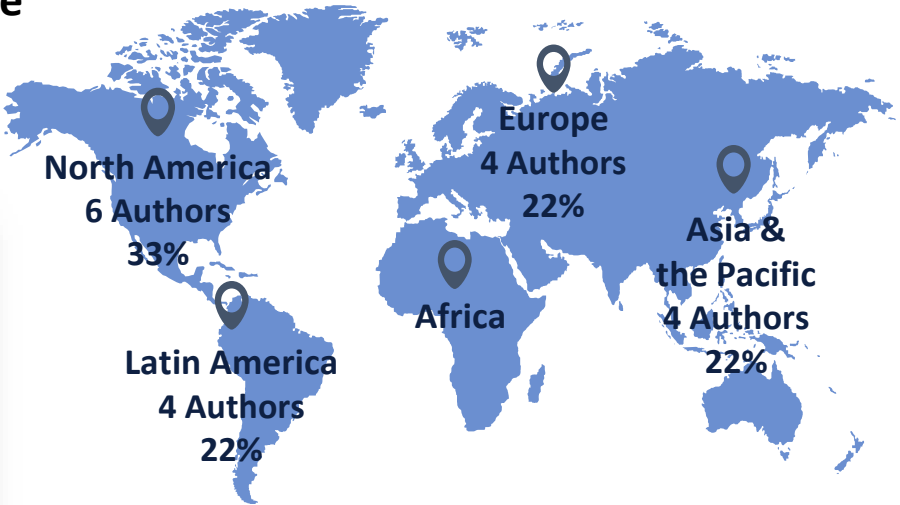 e
North America
6 Authors
33%
Europe
4 Authors
22%
Asia &
the Pacific
4 Authors
22%
Africa
Latin America
4 Authors
22%